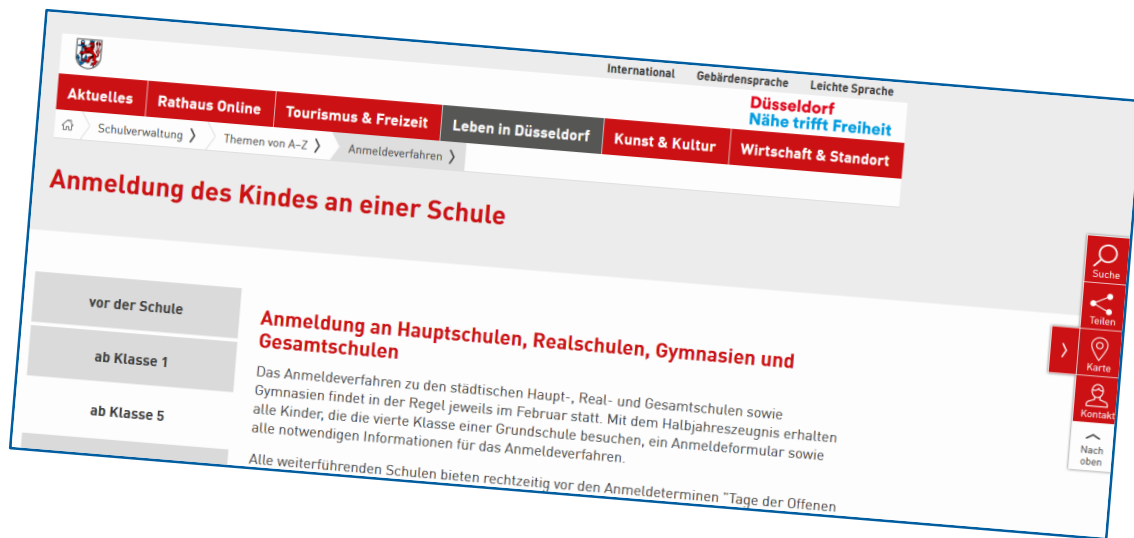 International Gebärdensprache Leichte Sprache
Düsseldorf
Nähe trifft Freiheit
Aktuelles Rathaus Online Tourismus & Freizeit Leben in Düsseldorf Kunst & Kultur Wirtschaft & Standort
Schulverwaltung ❯ Themen von A–Z ❯ Anmeldeverfahren ❯
Anmeldung des Kindes an einer Schule
vor der Schule
ab Klasse 1
ab Klasse 5
Anmeldung an Hauptschulen, Realschulen, Gymnasien und
Gesamtschulen
Das Anmeldeverfahren zu den städtischen Haupt-, Real- und Gesamtschulen sowie
Gymnasien findet in der Regel jeweils im Februar statt. Mit dem Halbjahreszeugnis erhalten
alle Kinder, die die vierte Klasse einer Grundschule besuchen, ein Anmeldeformular sowie
alle notwendigen Informationen für das Anmeldeverfahren.
Alle weiterführenden Schulen bieten rechtzeitig vor den Anmeldeterminen "Tage der Offenen
Suche
Teilen
Karte
Kontakt
Nach
oben